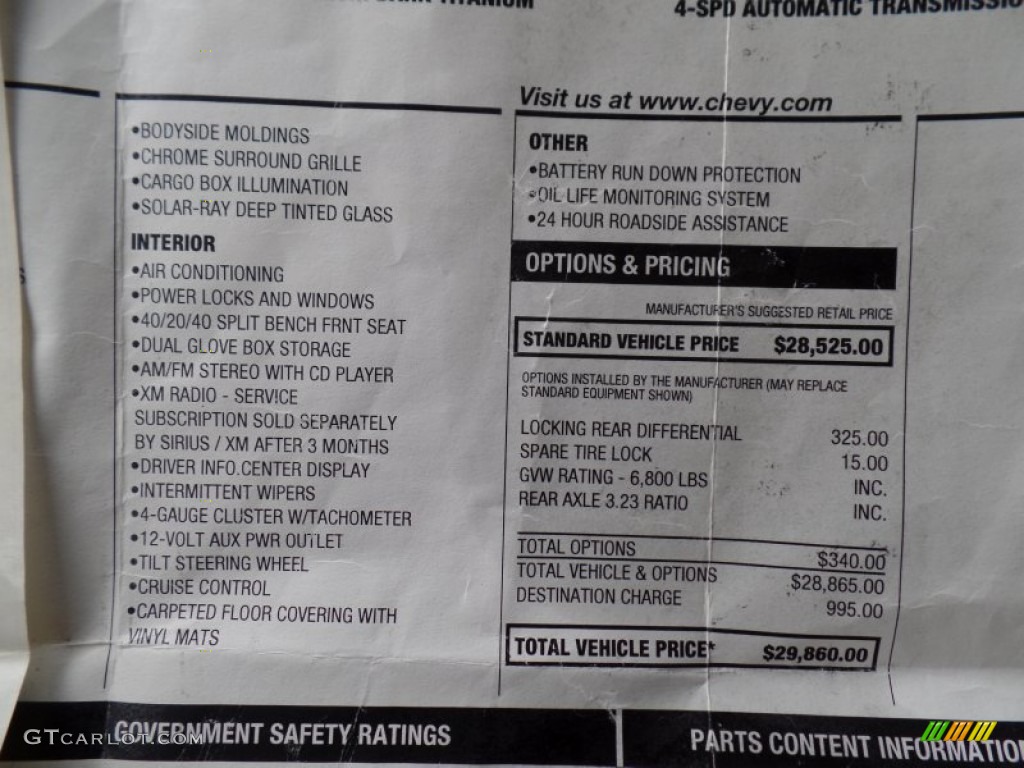 TITANIUM
4-SPD AUTOMATIC
•BODYSIDE MOLDINGS
•CHROME SURROUND GRILLE
•CARGO BOX ILLUMINATION
•SOLAR-RAY DEEP TINTED GLASS
INTERIOR
•AIR CONDITIONING
•POWER LOCKS AND WINDOWS
•40/20/40 SPLIT BENCH FRNT SEAT
•DUAL GLOVE BOX STORAGE
•AM/FM STEREO WITH CD PLAYER
•XM RADIO - SERVICE
SUBSCRIPTION SOLD SEPARATELY
BY SIRIUS / XM AFTER 3 MONTHS
•DRIVER INFO.CENTER DISPLAY
•INTERMITTENT WIPERS
•4-GAUGE CLUSTER W/TACHOMETER
•12-VOLT AUX PWR OUTLET
•TILT STEERING WHEEL
•CRUISE CONTROL
•CARPETED FLOOR COVERING WITH
VINYL MATS
Visit us at www.chevy.com
OTHER
•BATTERY RUN DOWN PROTECTION
•OIL LIFE MONITORING SYSTEM
•24 HOUR ROADSIDE ASSISTANCE
OPTIONS & PRICING
MANUFACTURER'S SUGGESTED RETAIL PRICE
STANDARD VEHICLE PRICE $28,525.00
OPTIONS INSTALLED BY THE MANUFACTURER (MAY REPLACE
STANDARD EQUIPMENT SHOWN)
LOCKING REAR DIFFERENTIAL 325.00
SPARE TIRE LOCK 15.00
GVW RATING - 6,800 LBS INC.
REAR AXLE 3.23 RATIO INC.
TOTAL OPTIONS $340.00
TOTAL VEHICLE & OPTIONS $28,865.00
DESTINATION CHARGE 995.00
TOTAL VEHICLE PRICE* $29,860.00
GOVERNMENT SAFETY RATINGS
PARTS CONTENT INFORMATIO
GTCARLOT.COM